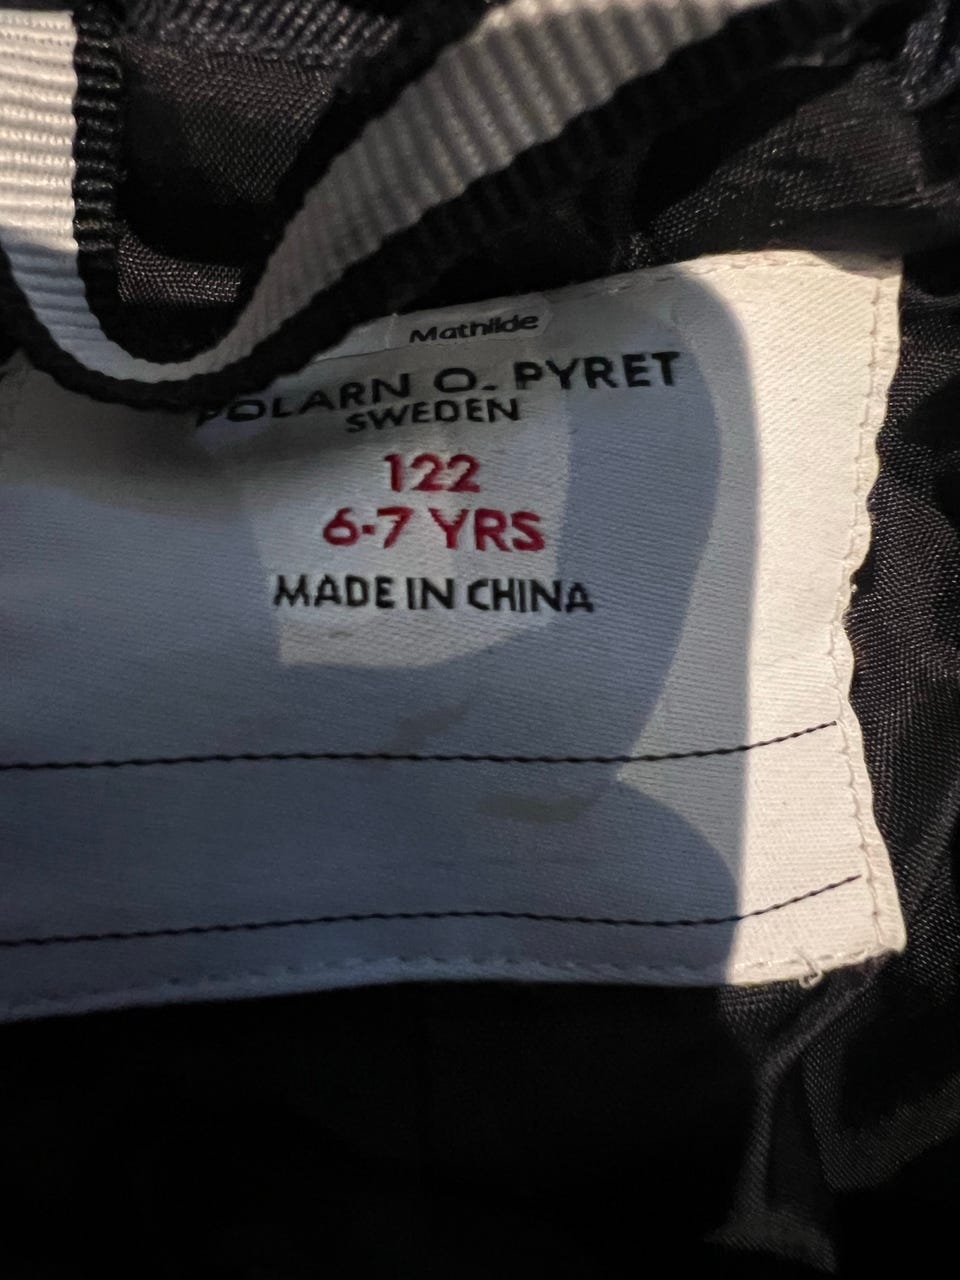 Mathilde
POLARN O. PYRET
SWEDEN
122
6-7 YRS
MADE IN CHINA